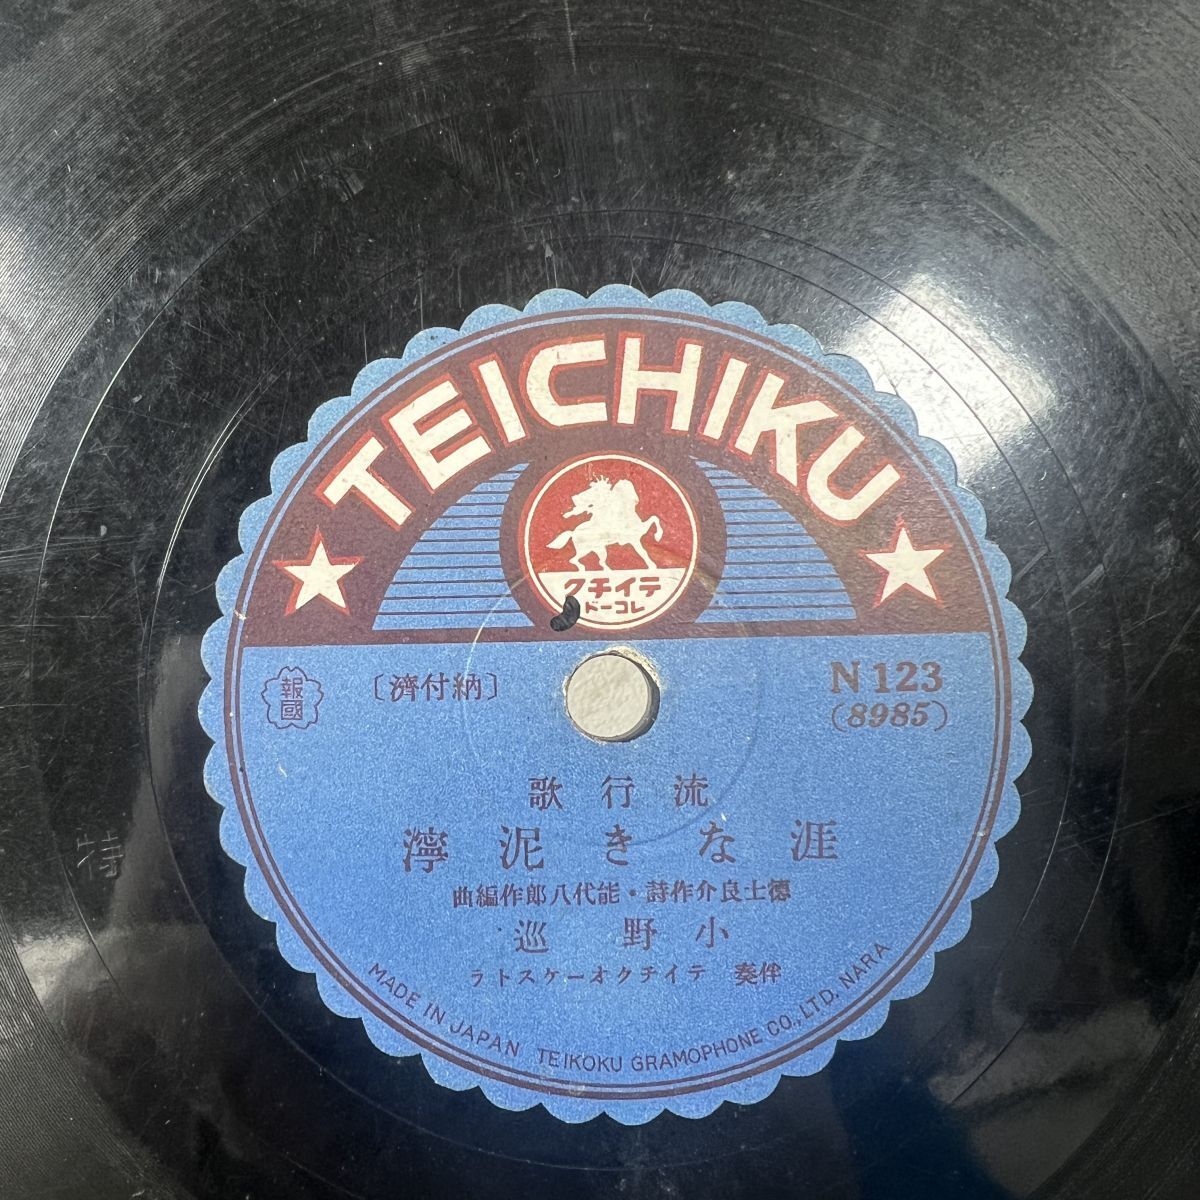 TEICHIKU
テイチク
レコード
報國
〔納付濟〕
N 123
(8985)
流行歌
涯なき泥濘
德土良介作詩・能代八郎作編曲
小野巡
伴奏 テイチクオーケストラ
MADE IN JAPAN TEIKOKU GRAMOPHONE CO., LTD. NARA
特